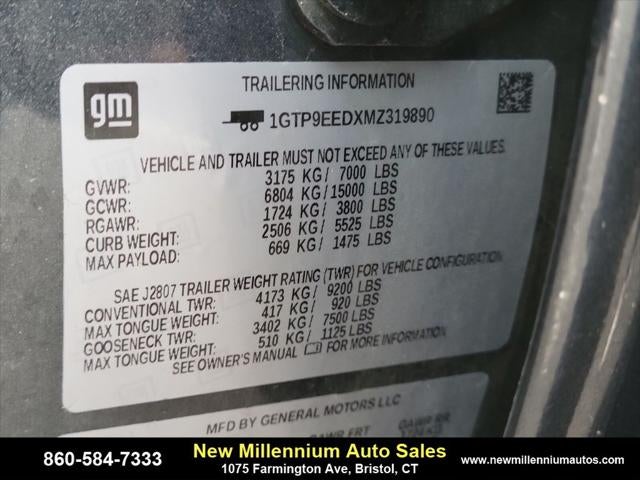 TRAILERING INFORMATION
gm
1GTP9EEDXMZ319890
VEHICLE AND TRAILER MUST NOT EXCEED ANY OF THESE VALUES.
GVWR: 3175 KG/ 7000 LBS
GCWR: 6804 KG/15000 LBS
RGAWR: 1724 KG/ 3800 LBS
CURB WEIGHT: 2506 KG/ 5525 LBS
MAX PAYLOAD: 669 KG/ 1475 LBS
SAE J2807 TRAILER WEIGHT RATING (TWR) FOR VEHICLE CONFIGURATION
CONVENTIONAL TWR: 4173 KG/ 9200 LBS
MAX TONGUE WEIGHT: 417 KG/ 920 LBS
GOOSENECK TWR: 3402 KG/ 7500 LBS
MAX TONGUE WEIGHT: 510 KG/ 1125 LBS
SEE OWNER'S MANUAL FOR MORE INFORMATION
MFD BY GENERAL MOTORS LLC
GAWR FRT GAWR RR
860-584-7333
New Millennium Auto Sales
1075 Farmington Ave, Bristol, CT
www.newmillenniumautos.com